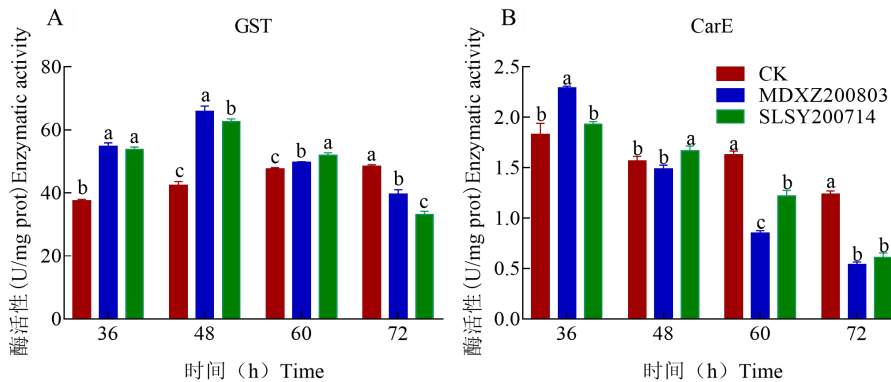 A
GST
酶活性(U/mg prot)Enzymatic activity
80
60
40
20
0
b
a
a
c
a
b
c
b
a
a
b
c
36
48
60
72
时间（h）Time
B
CarE
酶活性(U/mg prot)Enzymatic activity
2.5
2.0
1.5
1.0
0.5
0.0
b
a
b
b
b
a
a
c
b
a
b
b
CK
MDXZ200803
SLSY200714
36
48
60
72
时间（h）Time